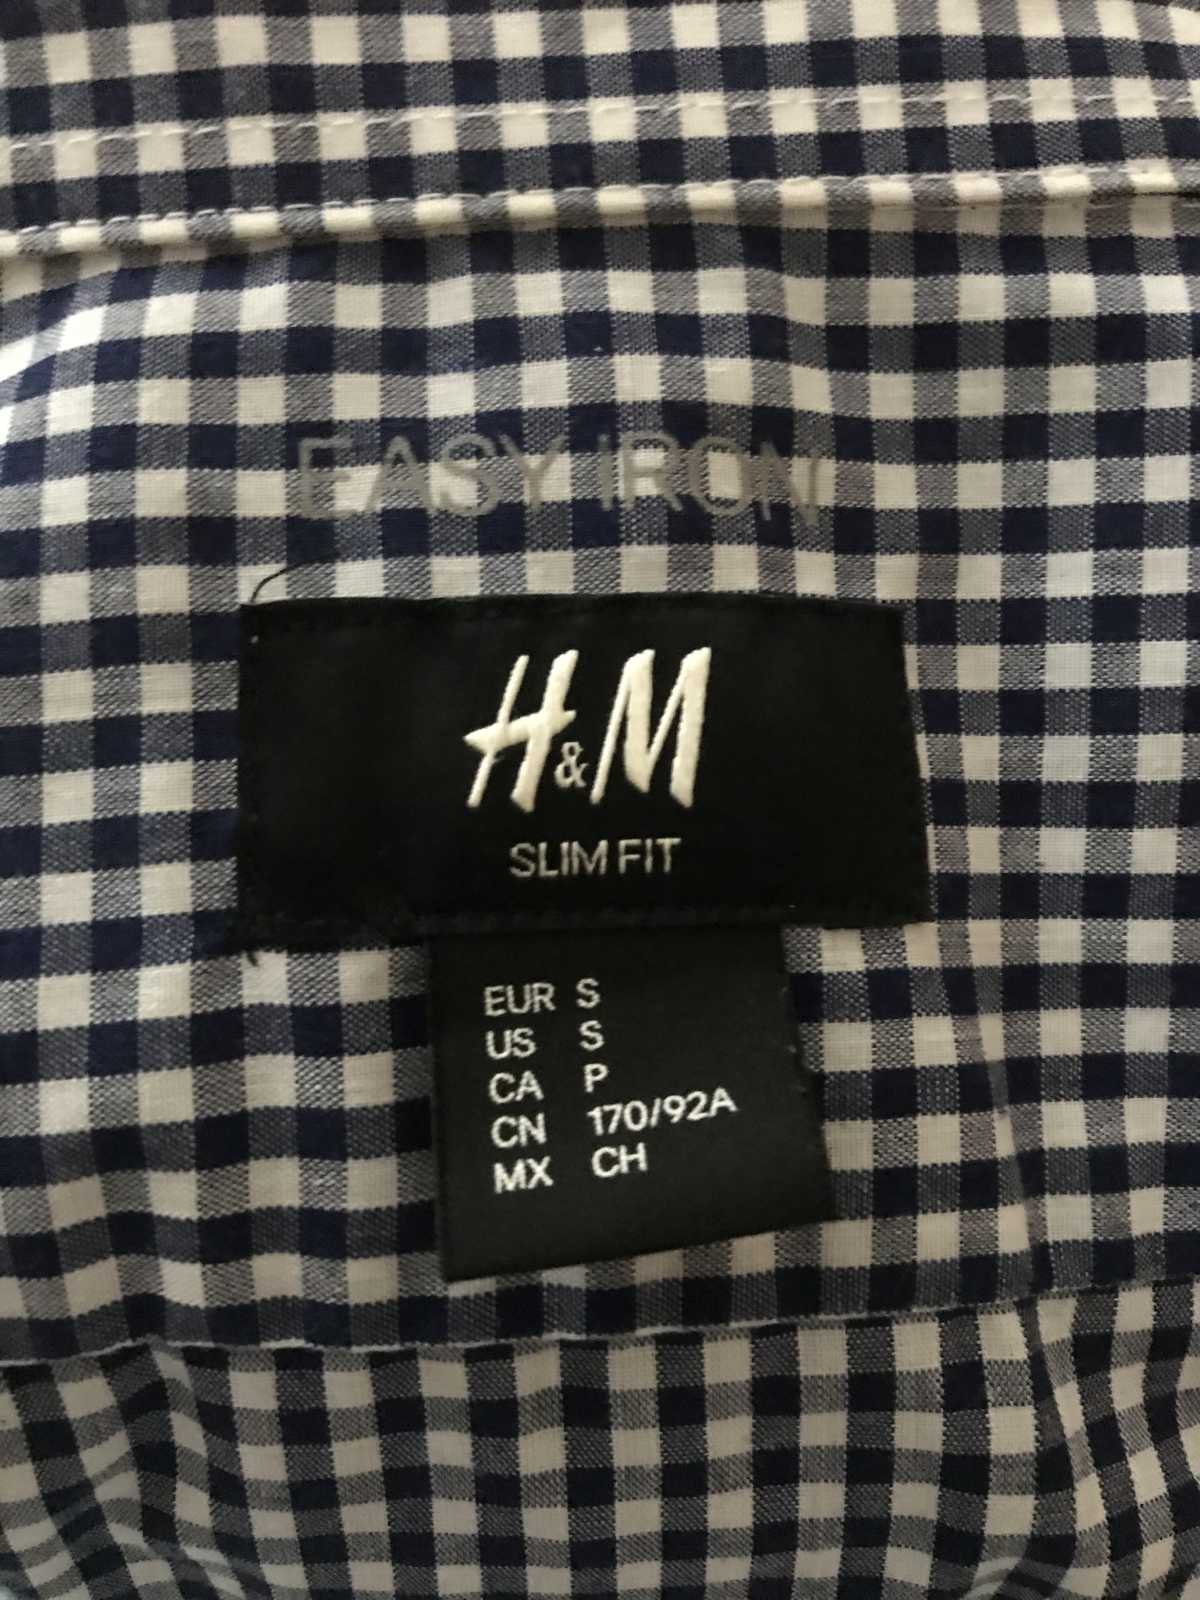 EASY IRON
H&M
SLIM FIT
EUR S
US S
CA P
CN 170/92A
MX CH